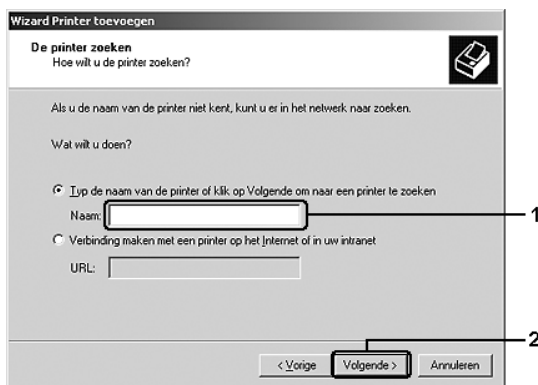 Wizard Printer toevoegen
De printer zoeken
Hoe wilt u de printer zoeken?
Als u de naam van de printer niet kent, kunt u er in het netwerk naar zoeken.
Wat wilt u doen?
Typ de naam van de printer of klik op Volgende om naar een printer te zoeken
Naam:
1
Verbinding maken met een printer op het Internet of in uw intranet
URL:
2
< Vorige Volgende > Annuleren